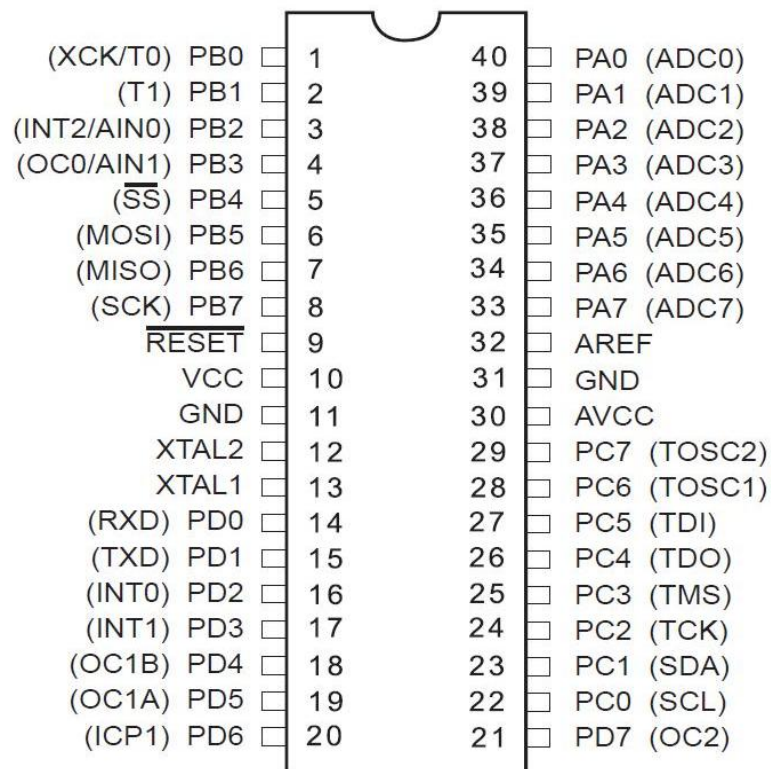 (XCK/T0) PB0 1 40 PA0 (ADC0)
(T1) PB1 2 39 PA1 (ADC1)
(INT2/AIN0) PB2 3 38 PA2 (ADC2)
(OC0/AIN1) PB3 4 37 PA3 (ADC3)
(SS) PB4 5 36 PA4 (ADC4)
(MOSI) PB5 6 35 PA5 (ADC5)
(MISO) PB6 7 34 PA6 (ADC6)
(SCK) PB7 8 33 PA7 (ADC7)
RESET 9 32 AREF
VCC 10 31 GND
GND 11 30 AVCC
XTAL2 12 29 PC7 (TOSC2)
XTAL1 13 28 PC6 (TOSC1)
(RXD) PD0 14 27 PC5 (TDI)
(TXD) PD1 15 26 PC4 (TDO)
(INT0) PD2 16 25 PC3 (TMS)
(INT1) PD3 17 24 PC2 (TCK)
(OC1B) PD4 18 23 PC1 (SDA)
(OC1A) PD5 19 22 PC0 (SCL)
(ICP1) PD6 20 21 PD7 (OC2)